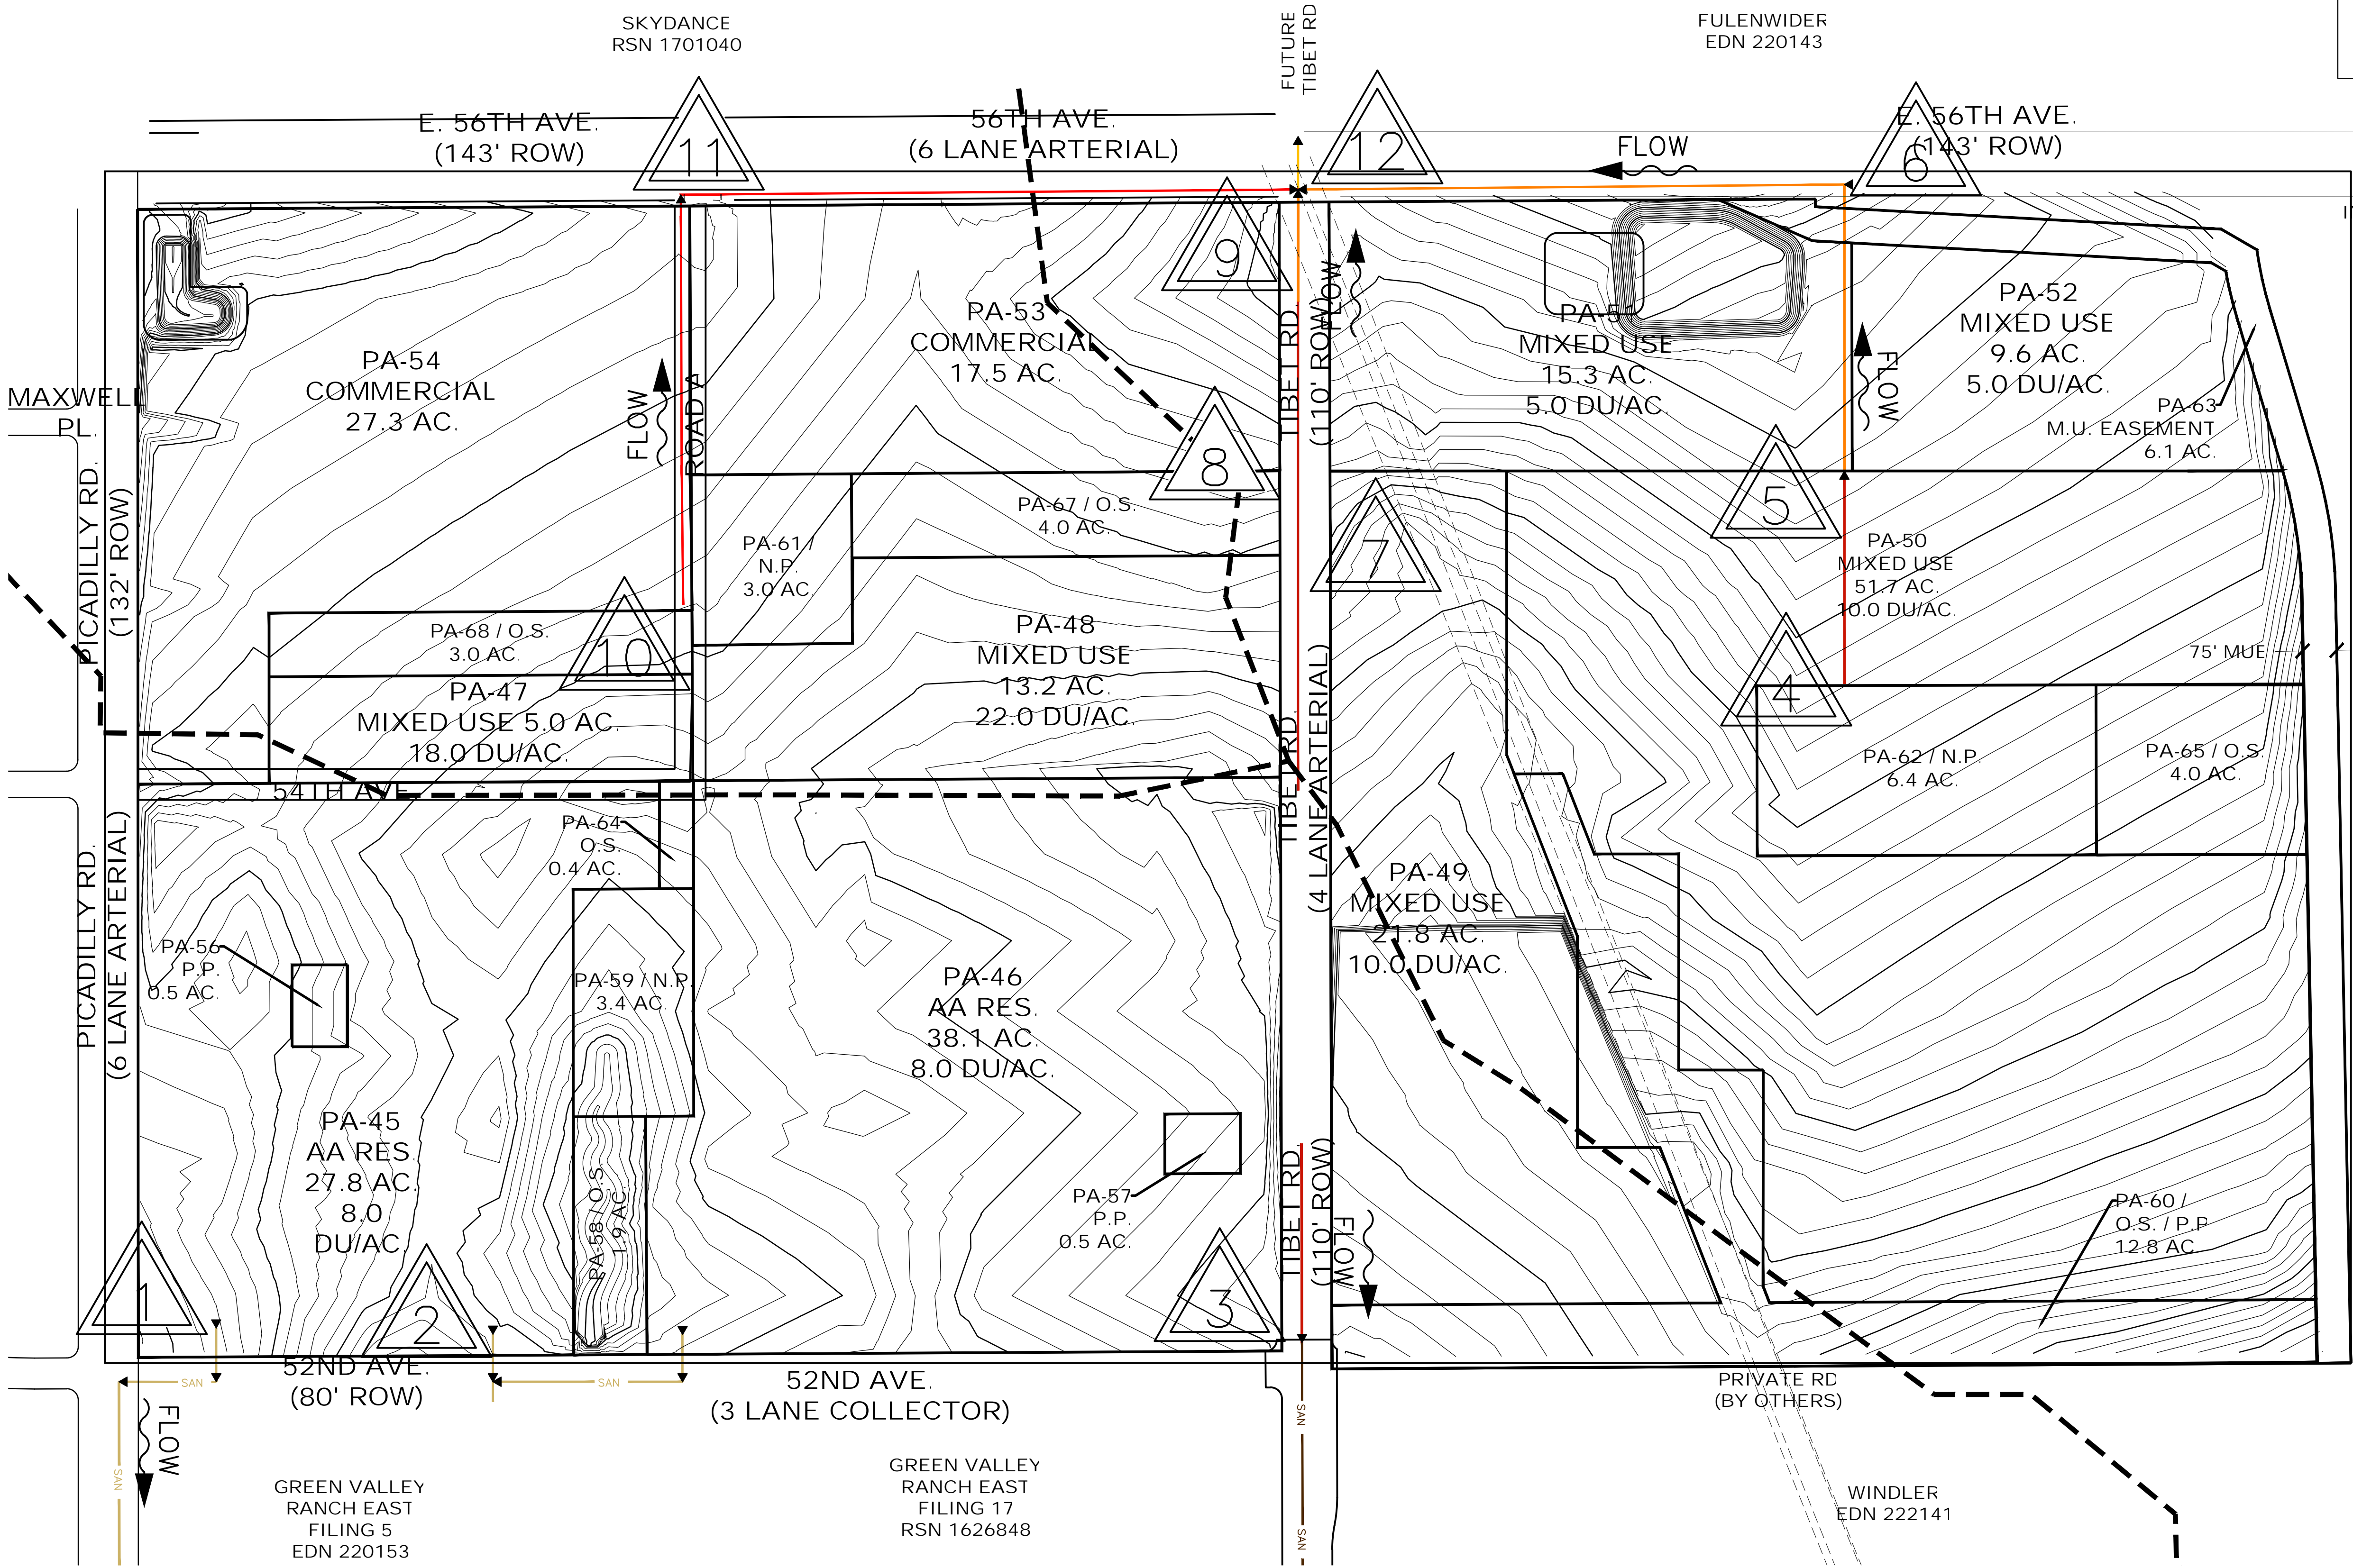 SKYDANCE
RSN 1701040
FUTURE
TIBET RD
FULENWIDER
EDN 220143
E. 56TH AVE.
(143' ROW)
11
56TH AVE.
(6 LANE ARTERIAL)
12
FLOW
E. 56TH AVE.
(143' ROW)
6
9
PA-54
COMMERCIAL
27.3 AC.
FLOW
ROAD A
PA-53
COMMERCIAL
17.5 AC.
TIBET RD.
(110' ROW)
FLOW
PA-51
MIXED USE
15.3 AC.
5.0 DU/AC.
FLOW
PA-52
MIXED USE
9.6 AC.
5.0 DU/AC.
PA-63
M.U. EASEMENT
6.1 AC.
MAXWELL
PL.
PICADILLY RD.
(132' ROW)
8
PA-67 / O.S.
4.0 AC.
PA-61 /
N.P.
3.0 AC.
7
5
PA-50
MIXED USE
51.7 AC.
10.0 DU/AC.
PA-68 / O.S.
3.0 AC.
10
PA-47
MIXED USE 5.0 AC.
18.0 DU/AC.
PA-48
MIXED USE
13.2 AC.
22.0 DU/AC.
TIBET RD.
(4 LANE ARTERIAL)
4
75' MUE
PA-62 / N.P.
6.4 AC.
PA-65 / O.S.
4.0 AC.
54TH AVE.
PICADILLY RD.
(6 LANE ARTERIAL)
PA-64
O.S.
0.4 AC.
PA-56
P.P.
0.5 AC.
PA-59 / N.P.
3.4 AC.
PA-46
AA RES.
38.1 AC.
8.0 DU/AC.
PA-49
MIXED USE
21.8 AC.
10.0 DU/AC.
PA-45
AA RES.
27.8 AC.
8.0
DU/AC.
PA-58 / O.S.
1.9 AC.
PA-57
P.P.
0.5 AC.
TIBET RD.
(110' ROW)
FLOW
PA-60 /
O.S. / P.P.
12.8 AC.
1
2
3
SAN
52ND AVE.
(80' ROW)
SAN
52ND AVE.
(3 LANE COLLECTOR)
SAN
PRIVATE RD
(BY OTHERS)
FLOW
SAN
GREEN VALLEY
RANCH EAST
FILING 5
EDN 220153
GREEN VALLEY
RANCH EAST
FILING 17
RSN 1626848
SAN
WINDLER
EDN 222141